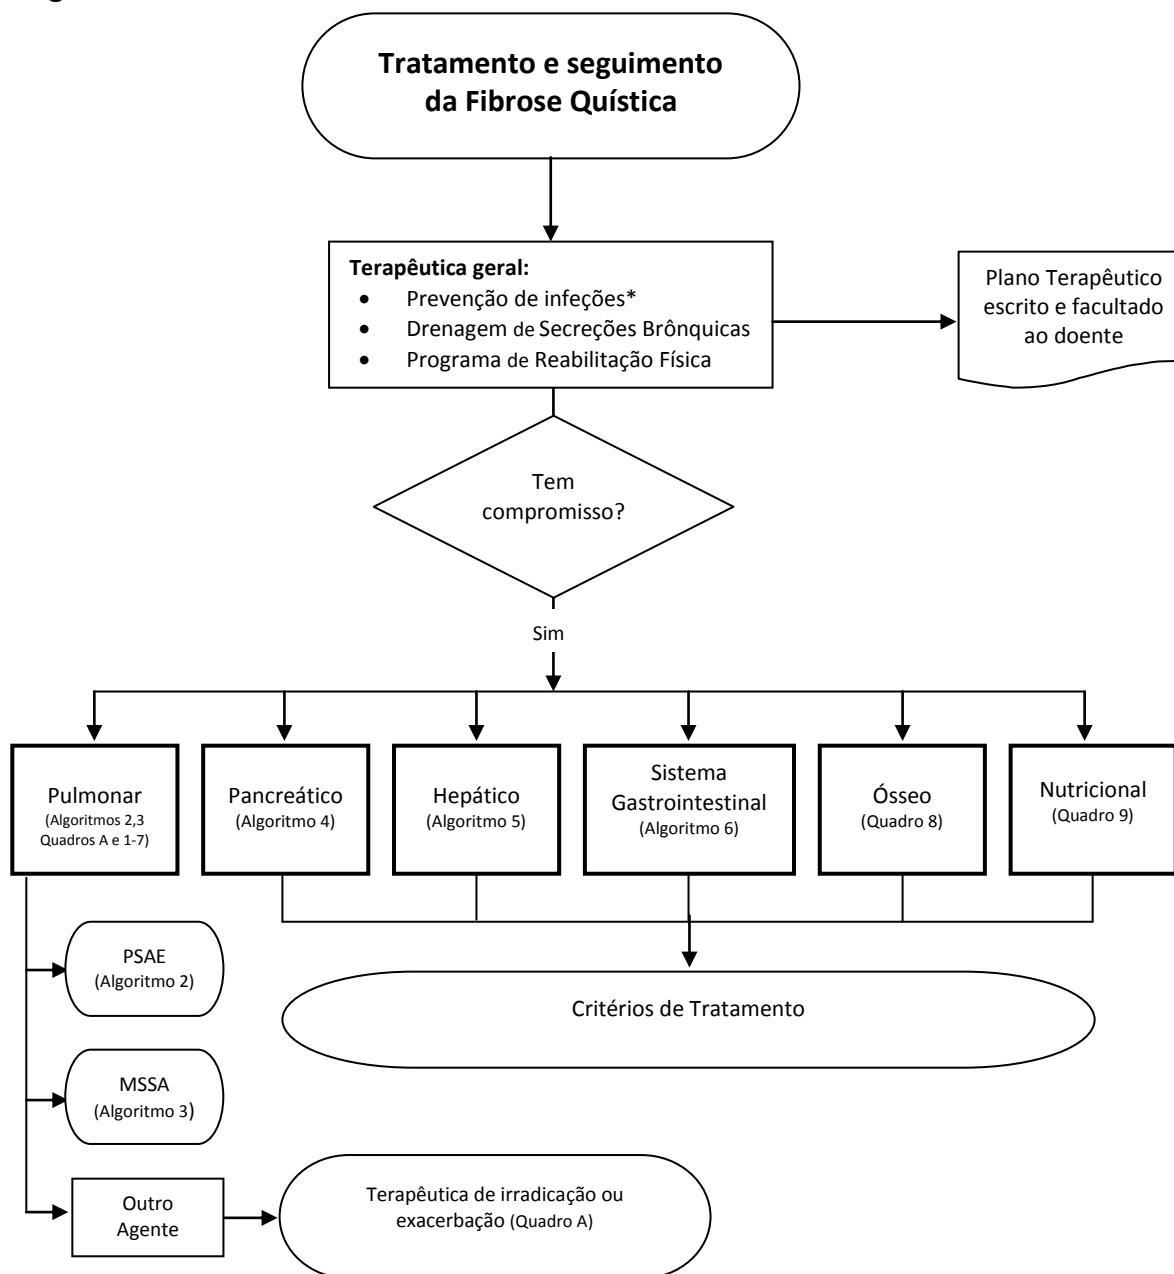 Tratamento e seguimento
da Fibrose Quística
Terapêutica geral:
• Prevenção de infeções*
• Drenagem de Secreções Brônquicas
• Programa de Reabilitação Física
Plano Terapêutico
escrito e facultado
ao doente
Tem
compromisso?
Sim
Pulmonar
(Algoritmos 2,3
Quadros A e 1-7)
Pancreático
(Algoritmo 4)
Hepático
(Algoritmo 5)
Sistema
Gastrointestinal
(Algoritmo 6)
Ósseo
(Quadro 8)
Nutricional
(Quadro 9)
PSAE
(Algoritmo 2)
Critérios de Tratamento
MSSA
(Algoritmo 3)
Outro
Agente
Terapêutica de irradicação ou
exacerbação (Quadro A)